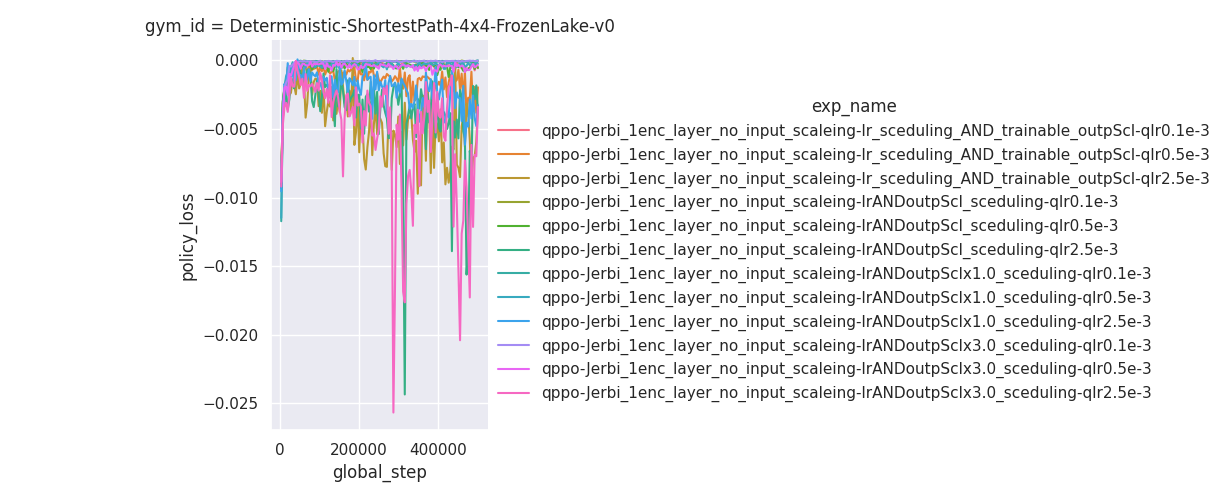 gym_id = Deterministic-ShortestPath-4x4-FrozenLake-v0
0.000
−0.005
−0.010
−0.015
−0.020
−0.025
policy_loss
0
200000
400000
global_step
exp_name
qppo-Jerbi_1enc_layer_no_input_scaleing-lr_sceduling_AND_trainable_outpScl-qlr0.1e-3
qppo-Jerbi_1enc_layer_no_input_scaleing-lr_sceduling_AND_trainable_outpScl-qlr0.5e-3
qppo-Jerbi_1enc_layer_no_input_scaleing-lr_sceduling_AND_trainable_outpScl-qlr2.5e-3
qppo-Jerbi_1enc_layer_no_input_scaleing-lrANDoutpScl_sceduling-qlr0.1e-3
qppo-Jerbi_1enc_layer_no_input_scaleing-lrANDoutpScl_sceduling-qlr0.5e-3
qppo-Jerbi_1enc_layer_no_input_scaleing-lrANDoutpScl_sceduling-qlr2.5e-3
qppo-Jerbi_1enc_layer_no_input_scaleing-lrANDoutpSclx1.0_sceduling-qlr0.1e-3
qppo-Jerbi_1enc_layer_no_input_scaleing-lrANDoutpSclx1.0_sceduling-qlr0.5e-3
qppo-Jerbi_1enc_layer_no_input_scaleing-lrANDoutpSclx1.0_sceduling-qlr2.5e-3
qppo-Jerbi_1enc_layer_no_input_scaleing-lrANDoutpSclx3.0_sceduling-qlr0.1e-3
qppo-Jerbi_1enc_layer_no_input_scaleing-lrANDoutpSclx3.0_sceduling-qlr0.5e-3
qppo-Jerbi_1enc_layer_no_input_scaleing-lrANDoutpSclx3.0_sceduling-qlr2.5e-3